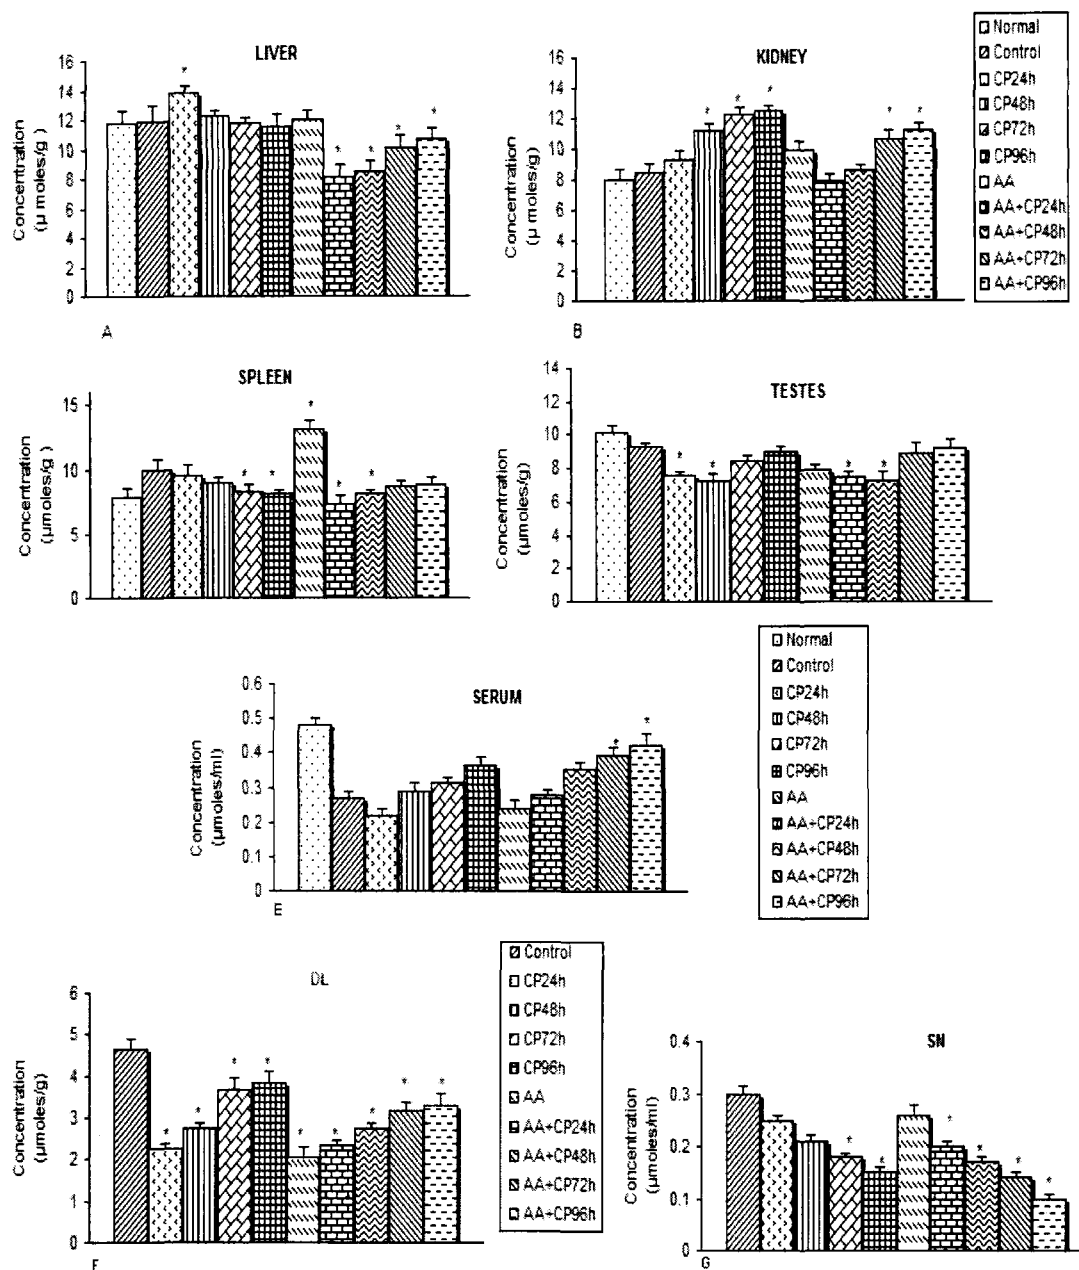 LIVER
Concentration
(μ moles/g)
16
14
12
10
8
6
4
2
0
* * * * *
A
KIDNEY
Concentration
(μ moles/g)
16
14
12
10
8
6
4
2
0
* * * * *
B
Normal
Control
CP24h
CP48h
CP72h
CP96h
AA
AA+CP24h
AA+CP48h
AA+CP72h
AA+CP96h
SPLEEN
Concentration
(μmoles/g)
15
10
5
0
* * * * *
TESTES
Concentration
(μmoles/g)
14
12
10
8
6
4
2
0
* * * *
SERUM
Concentration
(μmoles/ml)
0.6
0.5
0.4
0.3
0.2
0.1
0
* *
E
Normal
Control
CP24h
CP48h
CP72h
CP96h
AA
AA+CP24h
AA+CP48h
AA+CP72h
AA+CP96h
DL
Concentration
(μmoles/g)
6
5
4
3
2
1
0
* * * * * * * * *
F
Control
CP24h
CP48h
CP72h
CP96h
AA
AA+CP24h
AA+CP48h
AA+CP72h
AA+CP96h
SN
Concentration
(μmoles/ml)
0.4
0.3
0.2
0.1
0
* * * * * *
G